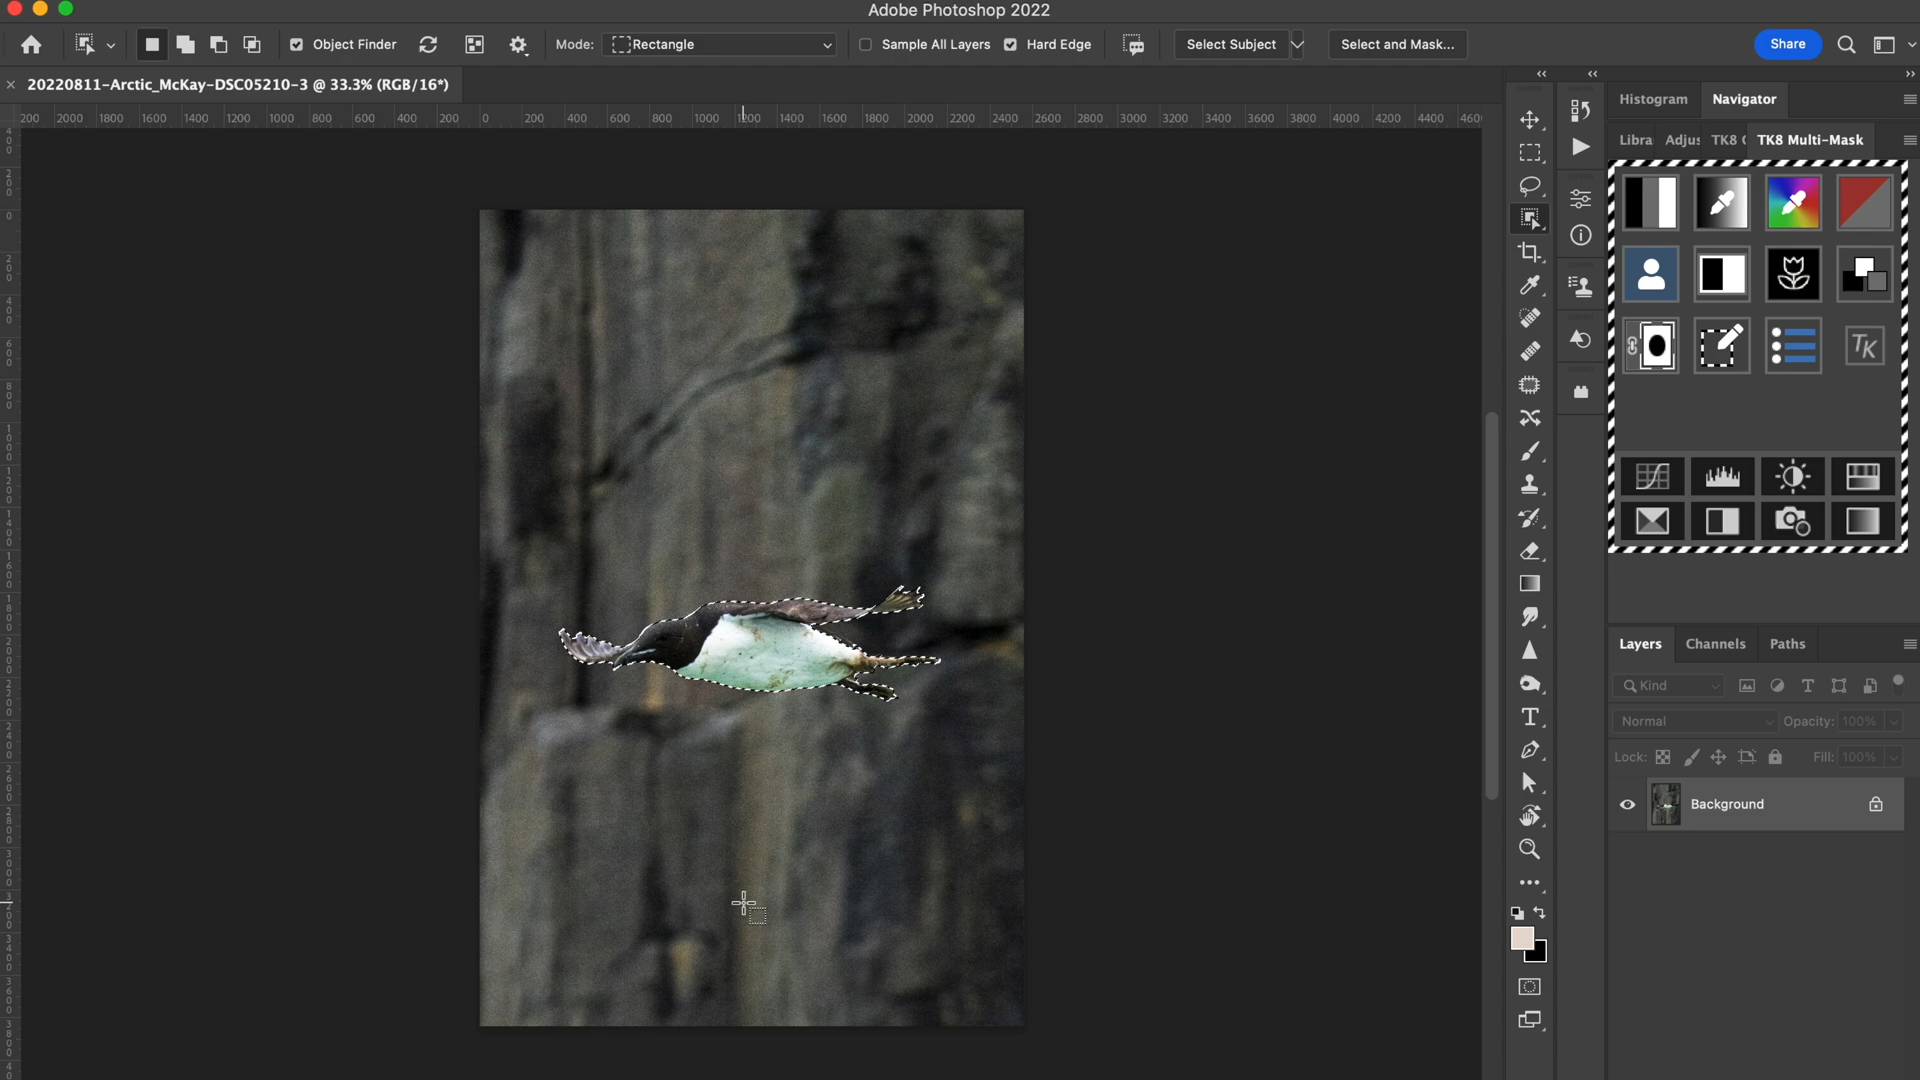 Adobe Photoshop 2022
Object Finder Mode: Rectangle Sample All Layers Hard Edge Select Subject Select and Mask... Share
20220811-Arctic_McKay-DSC05210-3 @ 33.3% (RGB/16*)
200 2000 1800 1600 1400 1200 1000 800 600 400 200 0 200 400 600 800 1000 1200 1400 1600 1800 2000 2200 2400 2600 2800 3000 3200 3400 3600 3800 4000 4200 4400 460
Histogram Navigator
Libra Adjus TK8 TK8 Multi-Mask
TK
Layers Channels Paths
Kind
Normal Opacity: 100%
Lock: Fill: 100%
Background